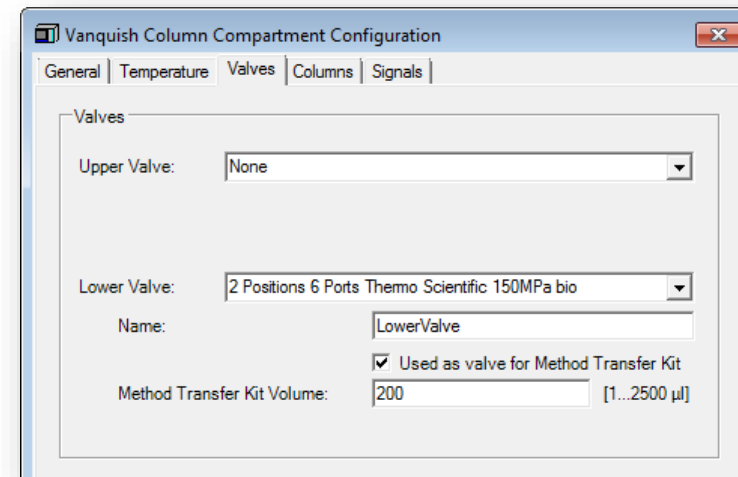 Vanquish Column Compartment Configuration
General Temperature Valves Columns Signals
Valves
Upper Valve: None
Lower Valve: 2 Positions 6 Ports Thermo Scientific 150MPa bio
Name: LowerValve
Used as valve for Method Transfer Kit
Method Transfer Kit Volume: 200 [1...2500 µl]